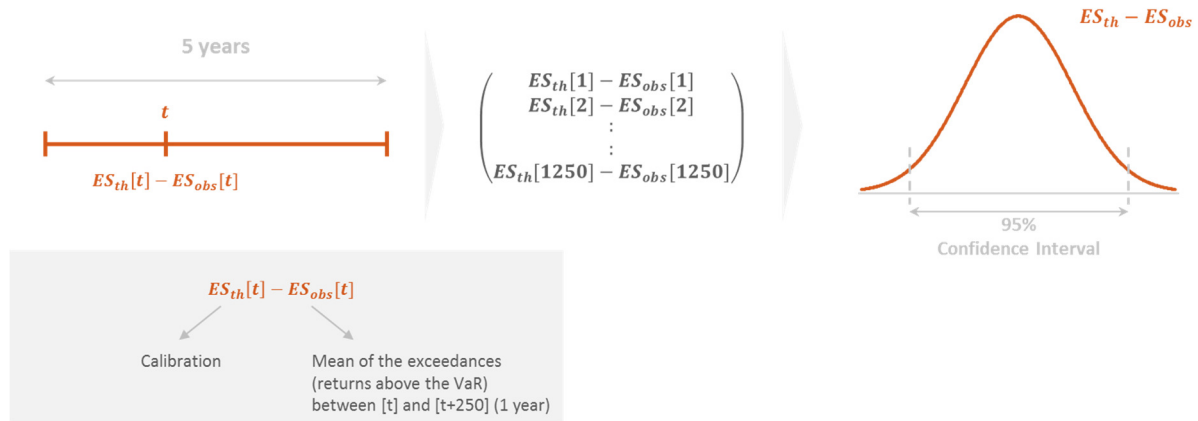 5 years
t
ES_th[t] − ES_obs[t]
ES_th[1] − ES_obs[1]
ES_th[2] − ES_obs[2]
:
:
ES_th[1250] − ES_obs[1250]
ES_th − ES_obs
95%
Confidence Interval
ES_th[t] − ES_obs[t]
Calibration
Mean of the exceedances
(returns above the VaR)
between [t] and [t+250] (1 year)